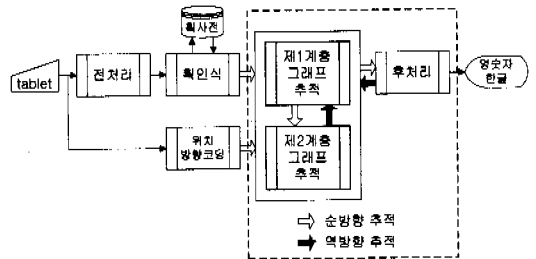 획사전
tablet
전처리
획인식
제1계층
그래프
추적
후처리
영숫자
한글
위치
방향코딩
제2계층
그래프
추적
순방향 추적
역방향 추적